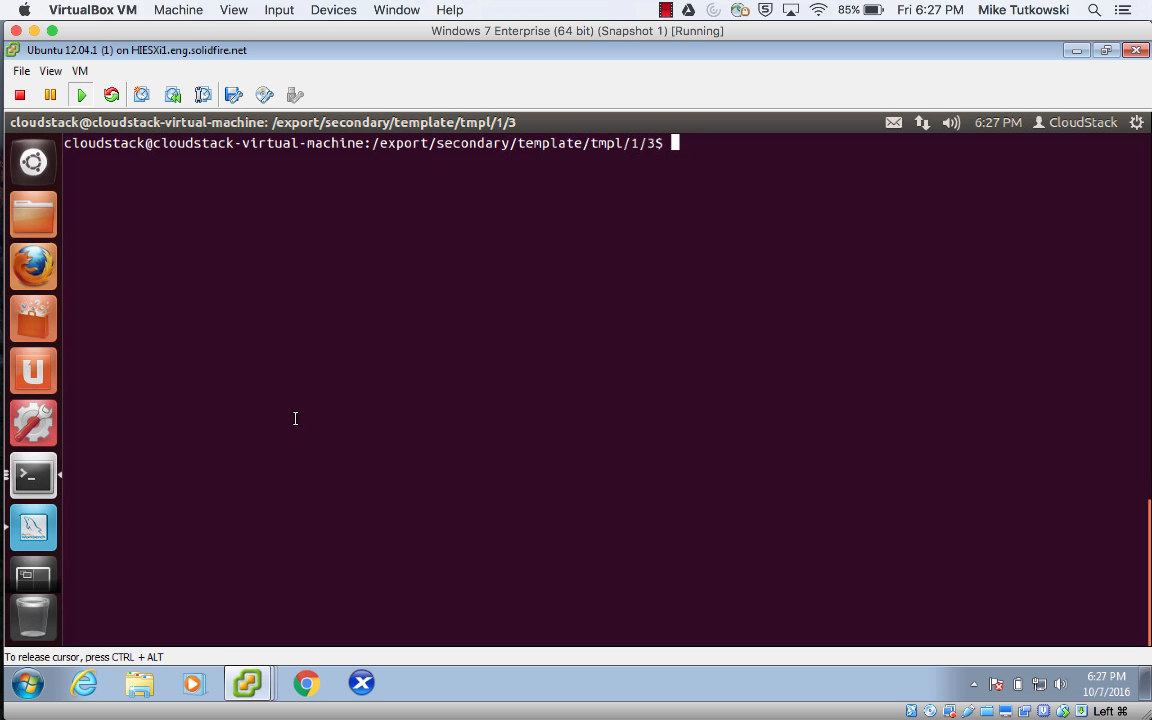 VirtualBox VM Machine View Input Devices Window Help 85% Fri 6:27 PM Mike Tutkowski
Windows 7 Enterprise (64 bit) (Snapshot 1) [Running]
Ubuntu 12.04.1 (1) on HIESXi1.eng.solidfire.net
File View VM
cloudstack@cloudstack-virtual-machine: /export/secondary/template/tmpl/1/3 6:27 PM CloudStack
cloudstack@cloudstack-virtual-machine:/export/secondary/template/tmpl/1/3$
To release cursor, press CTRL + ALT
6:27 PM
10/7/2016
Left ⌘